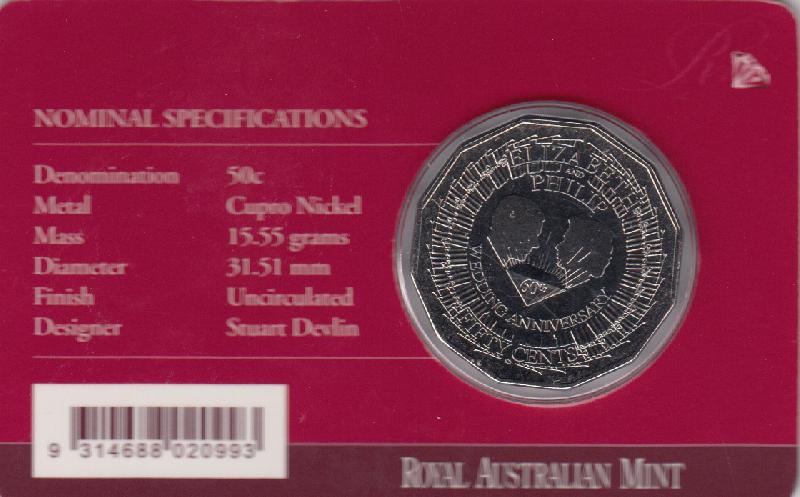 NOMINAL SPECIFICATIONS
Denomination 50c
Metal Cupro Nickel
Mass 15.55 grams
Diameter 31.51 mm
Finish Uncirculated
Designer Stuart Devlin
ELIZABETH
AND
PHILIP
60th
WEDDING ANNIVERSARY
FIFTY CENTS
9 314688 020993
ROYAL AUSTRALIAN MINT